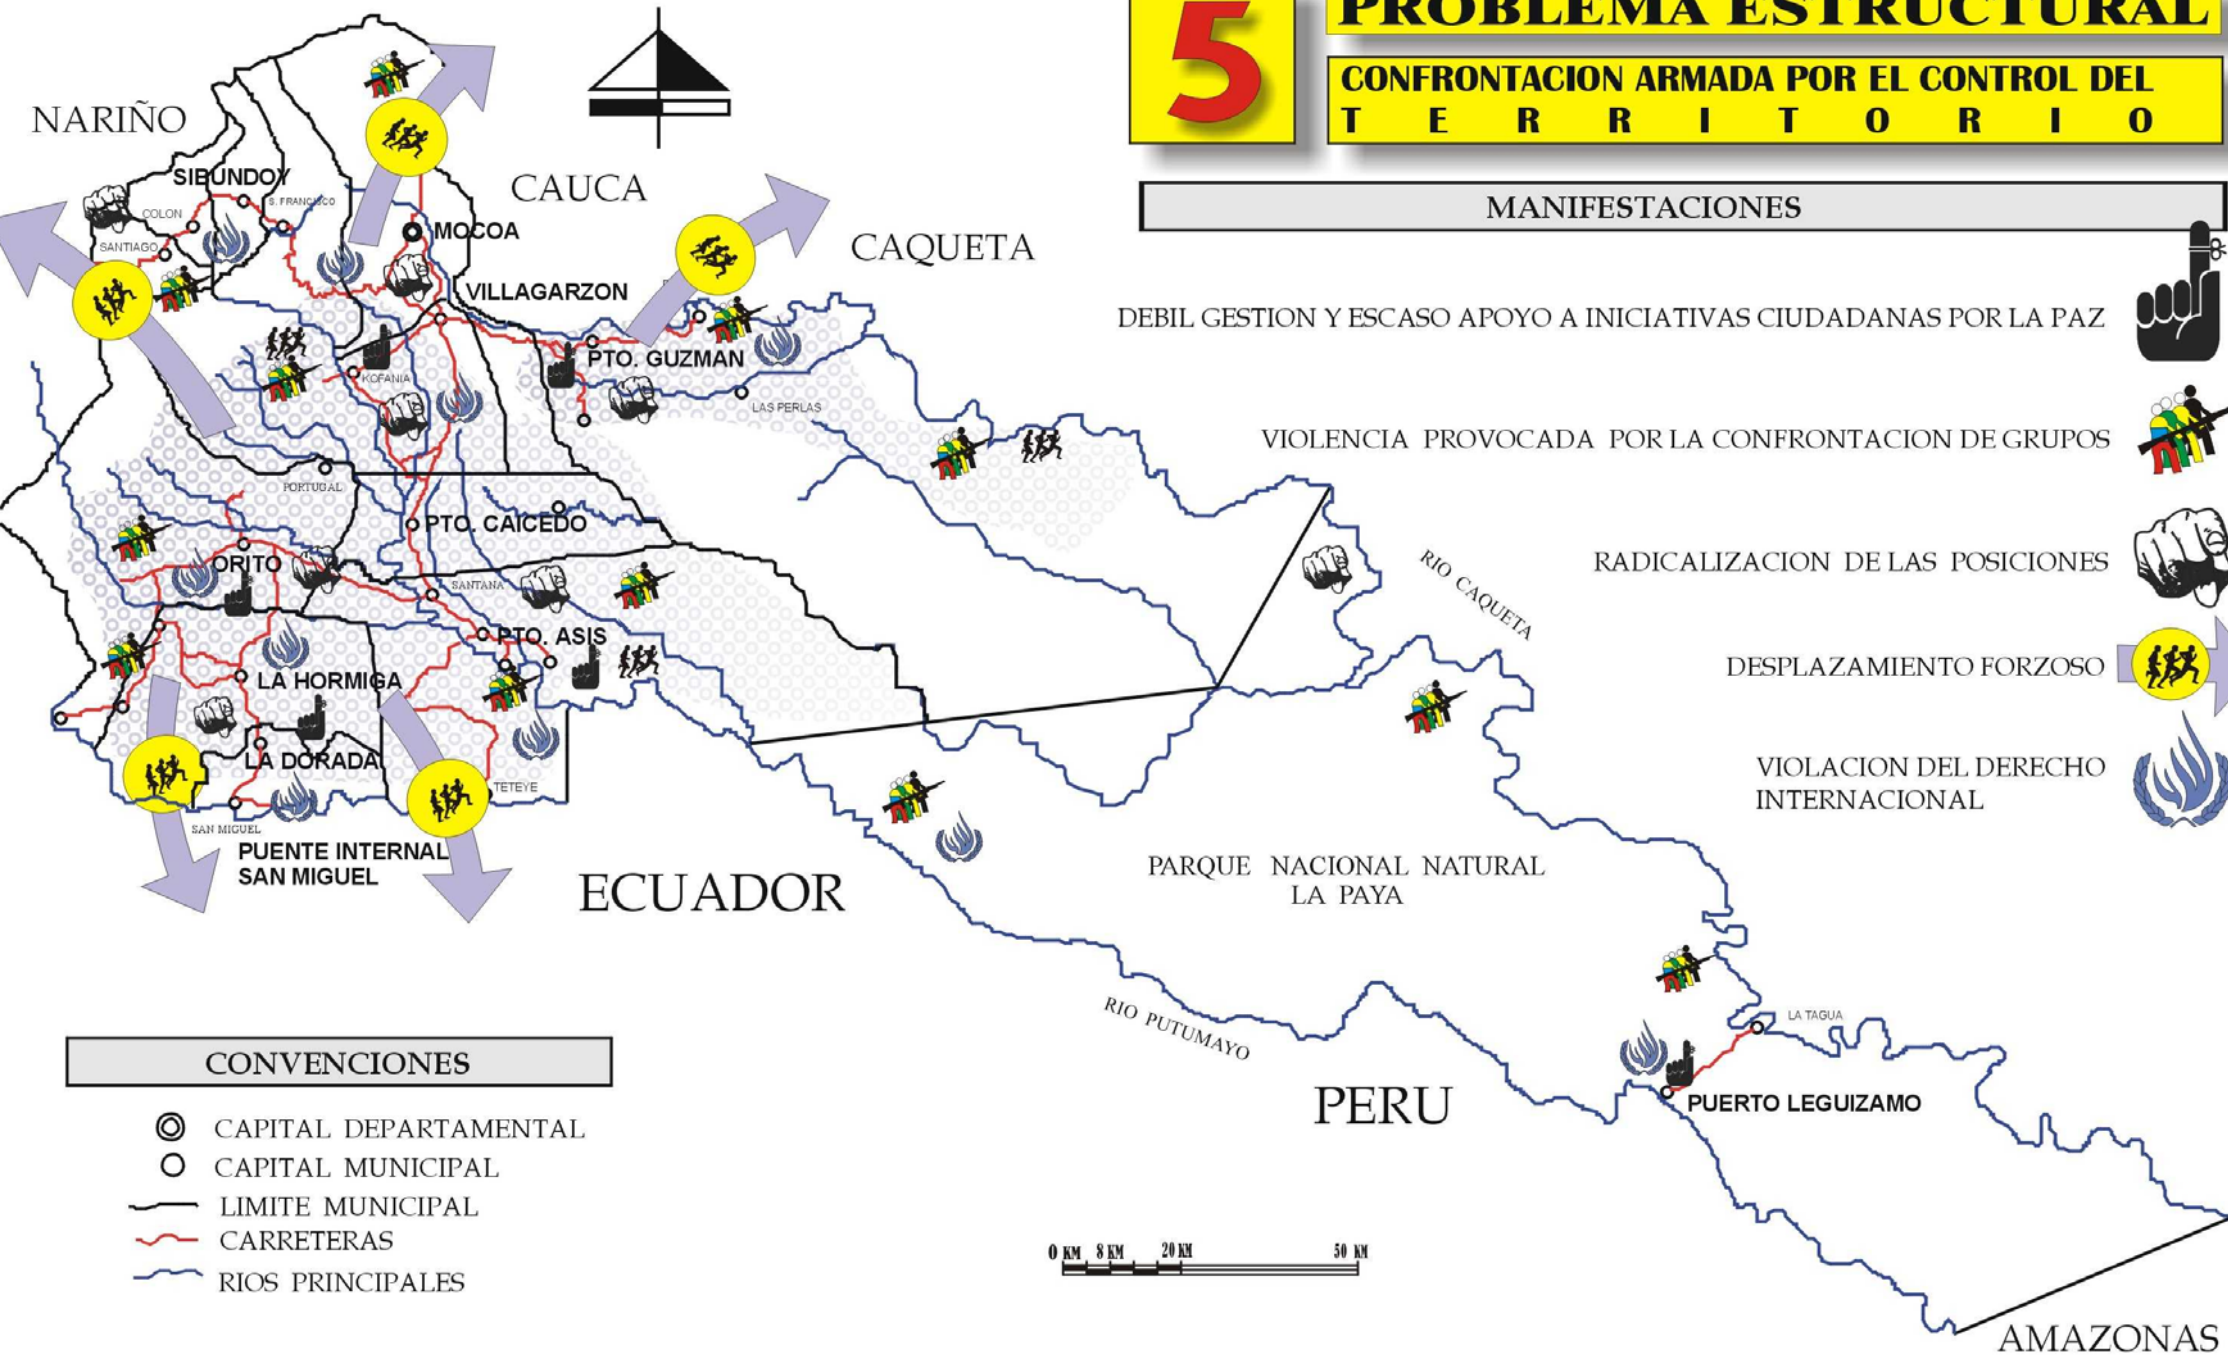 5
PROBLEMA ESTRUCTURAL
CONFRONTACION ARMADA POR EL CONTROL DEL
TERRITORIO
MANIFESTACIONES
DEBIL GESTION Y ESCASO APOYO A INICIATIVAS CIUDADANAS POR LA PAZ
VIOLENCIA PROVOCADA POR LA CONFRONTACION DE GRUPOS
RADICALIZACION DE LAS POSICIONES
DESPLAZAMIENTO FORZOSO
VIOLACION DEL DERECHO
INTERNACIONAL
NARIÑO
CAUCA
CAQUETA
SIBUNDOY
COLON
S. FRANCISCO
SANTIAGO
MOCOA
VILLAGARZON
PTO. GUZMAN
KOFANIA
LAS PERLAS
PORTUGAL
PTO. CAICEDO
ORITO
SANTANA
PTO. ASIS
LA HORMIGA
LA DORADA
TETEYE
SAN MIGUEL
PUENTE INTERNAL
SAN MIGUEL
ECUADOR
RIO CAQUETA
PARQUE NACIONAL NATURAL
LA PAYA
RIO PUTUMAYO
LA TAGUA
PERU
PUERTO LEGUIZAMO
AMAZONAS
CONVENCIONES
CAPITAL DEPARTAMENTAL
CAPITAL MUNICIPAL
LIMITE MUNICIPAL
CARRETERAS
RIOS PRINCIPALES
0 KM 8 KM 20 KM 50 KM